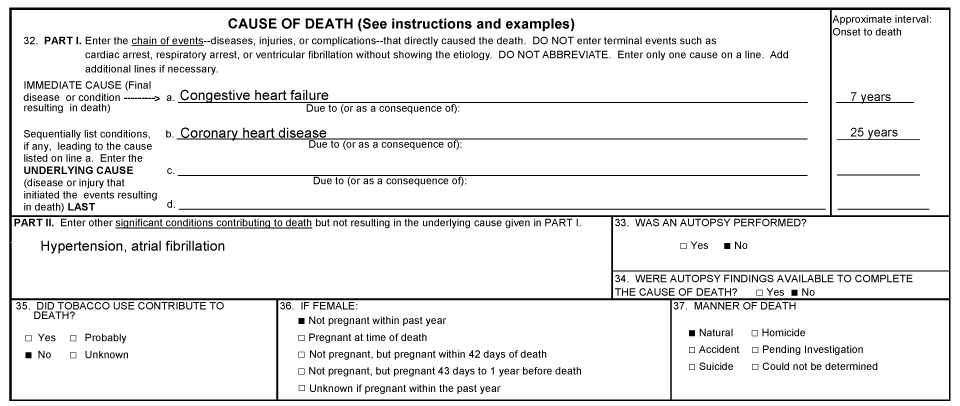 CAUSE OF DEATH (See instructions and examples)
32. PART I. Enter the chain of events--diseases, injuries, or complications--that directly caused the death. DO NOT enter terminal events such as
cardiac arrest, respiratory arrest, or ventricular fibrillation without showing the etiology. DO NOT ABBREVIATE. Enter only one cause on a line. Add
additional lines if necessary.
Approximate interval:
Onset to death
IMMEDIATE CAUSE (Final
disease or condition --------->
resulting in death)
a. Congestive heart failure
7 years
Due to (or as a consequence of):
Sequentially list conditions,
if any, leading to the cause
listed on line a. Enter the
UNDERLYING CAUSE
(disease or injury that
initiated the events resulting
in death) LAST
b. Coronary heart disease
25 years
Due to (or as a consequence of):
c.
Due to (or as a consequence of):
d.
PART II. Enter other significant conditions contributing to death but not resulting in the underlying cause given in PART I.
Hypertension, atrial fibrillation
33. WAS AN AUTOPSY PERFORMED?
□ Yes ■ No
34. WERE AUTOPSY FINDINGS AVAILABLE TO COMPLETE
THE CAUSE OF DEATH? □ Yes ■ No
35. DID TOBACCO USE CONTRIBUTE TO
DEATH?
□ Yes □ Probably
■ No □ Unknown
36. IF FEMALE:
■ Not pregnant within past year
□ Pregnant at time of death
□ Not pregnant, but pregnant within 42 days of death
□ Not pregnant, but pregnant 43 days to 1 year before death
□ Unknown if pregnant within the past year
37. MANNER OF DEATH
■ Natural □ Homicide
□ Accident □ Pending Investigation
□ Suicide □ Could not be determined